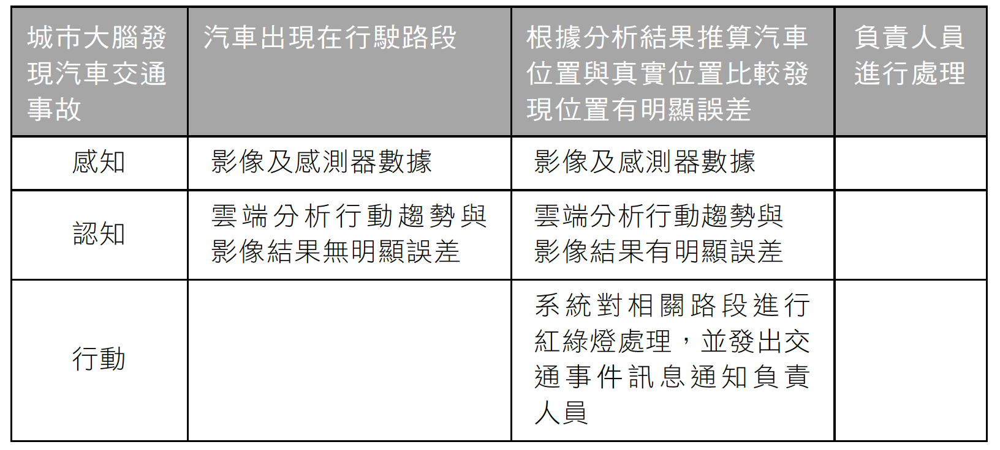 城市大腦發
現汽車交通
事故
汽車出現在行駛路段
根據分析結果推算汽車
位置與真實位置比較發
現位置有明顯誤差
負責人員
進行處理
感知
影像及感測器數據
影像及感測器數據
認知
雲端分析行動趨勢與
影像結果無明顯誤差
雲端分析行動趨勢與
影像結果有明顯誤差
行動
系統對相關路段進行
紅綠燈處理，並發出交
通事件訊息通知負責
人員